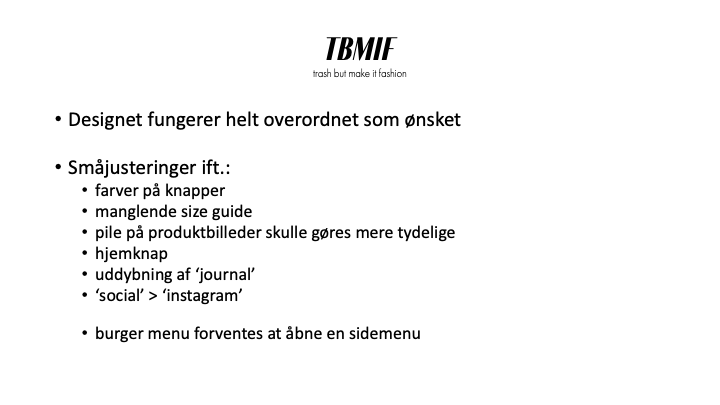 TBMIF
trash but make it fashion
• Designet fungerer helt overordnet som ønsket
• Småjusteringer ift.:
• farver på knapper
• manglende size guide
• pile på produktbilleder skulle gøres mere tydelige
• hjemknap
• uddybning af ‘journal’
• ‘social’ > ‘instagram’
• burger menu forventes at åbne en sidemenu